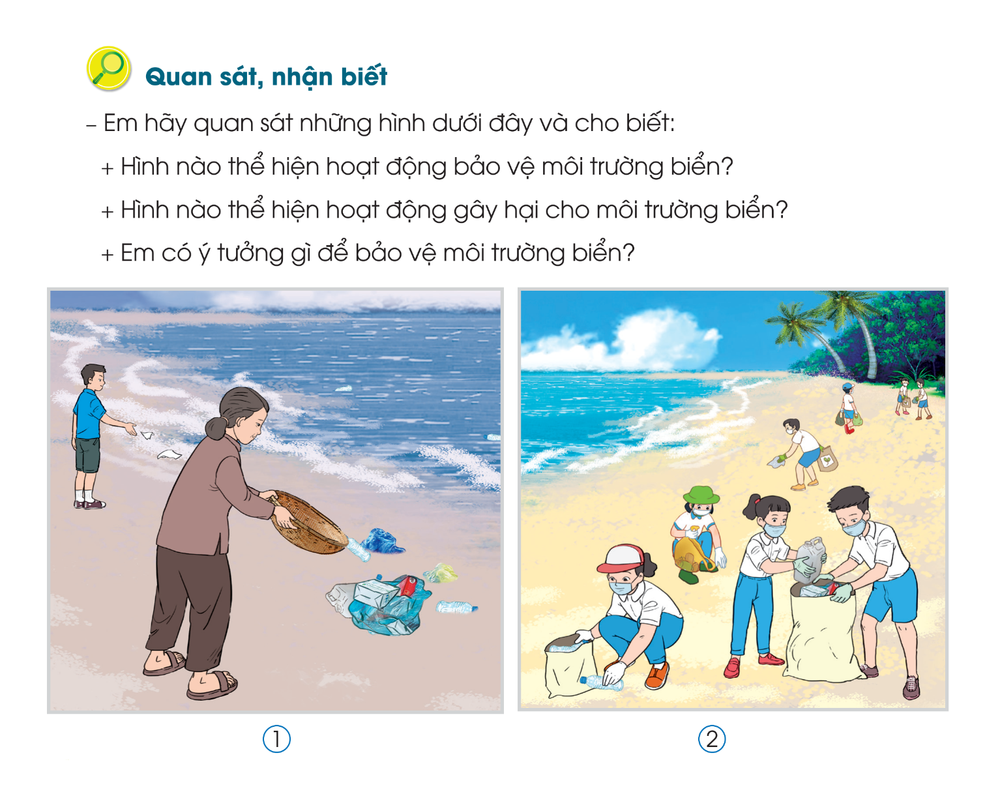 Quan sát, nhận biết
– Em hãy quan sát những hình dưới đây và cho biết:
+ Hình nào thể hiện hoạt động bảo vệ môi trường biển?
+ Hình nào thể hiện hoạt động gây hại cho môi trường biển?
+ Em có ý tưởng gì để bảo vệ môi trường biển?
1
2